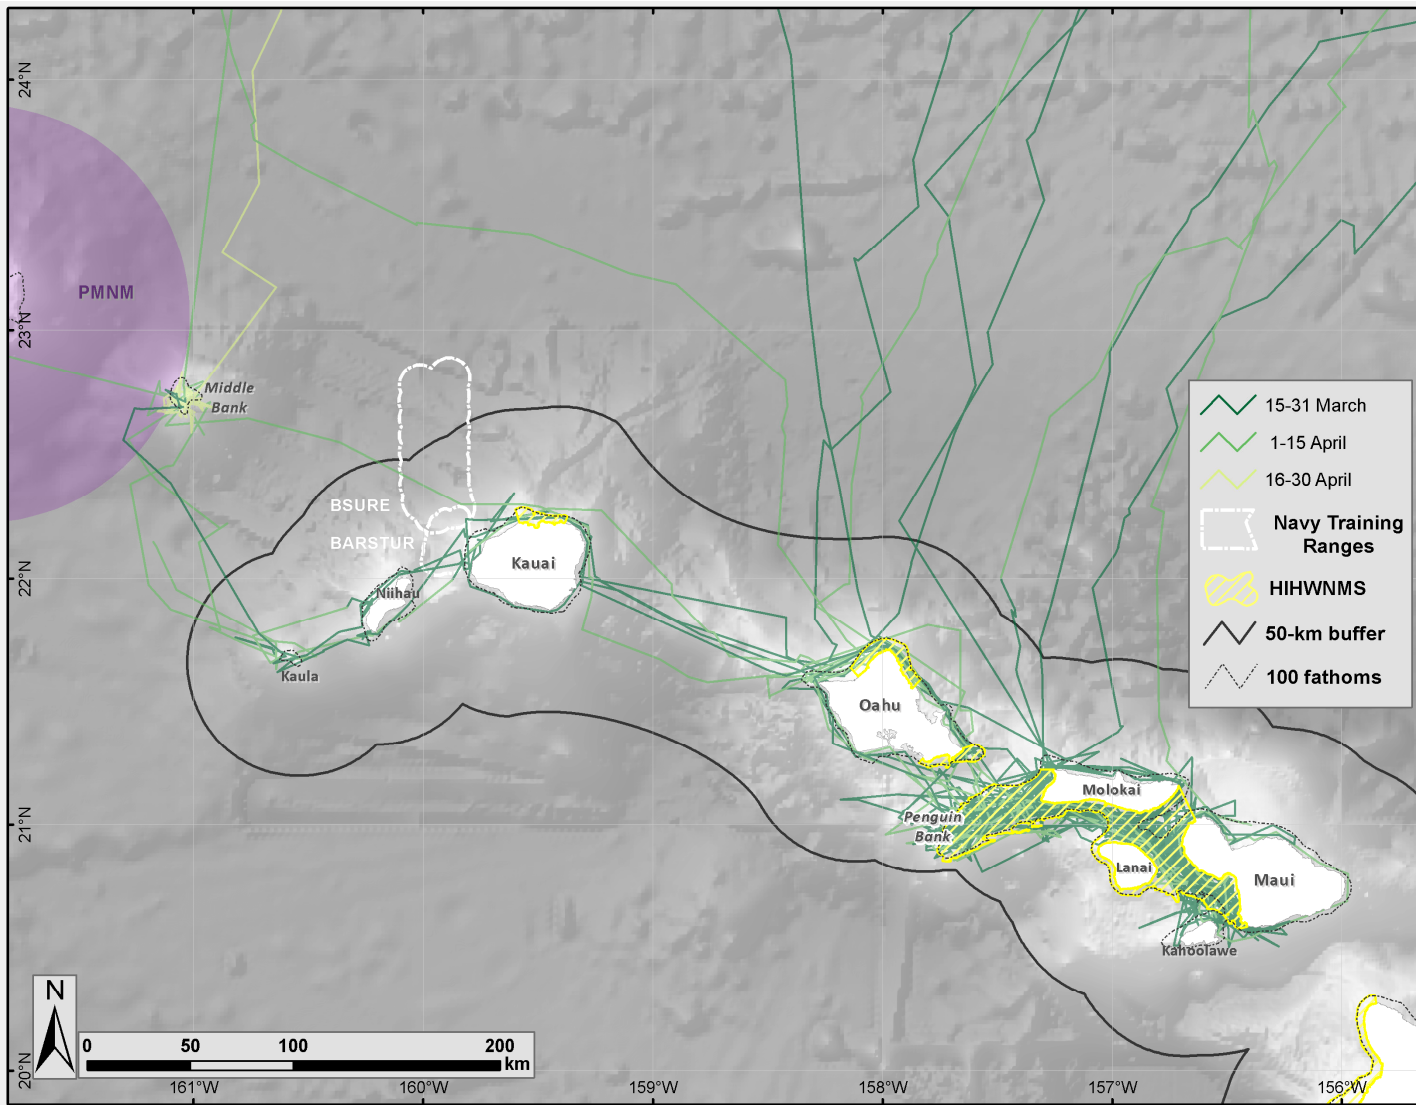 24°N
23°N
22°N
21°N
20°N
PMNM
Middle
Bank
BSURE
BARSTUR
Kauai
Niihau
Kaula
Oahu
Penguin
Bank
Molokai
Lanai
Maui
Kahoolawe
15-31 March
1-15 April
16-30 April
Navy Training
Ranges
HIHWNMS
50-km buffer
100 fathoms
N
0 50 100 200
km
161°W 160°W 159°W 158°W 157°W 156°W